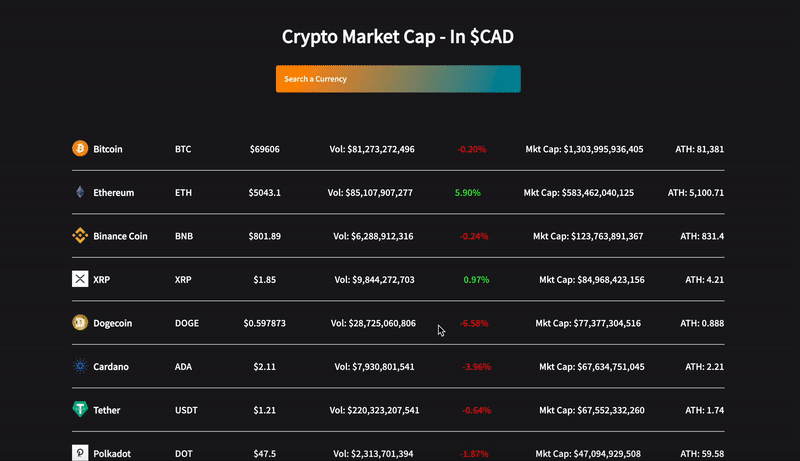 Crypto Market Cap - In $CAD
Search a Currency
Bitcoin BTC $69606 Vol: $81,273,272,496 -0.20% Mkt Cap: $1,303,995,936,405 ATH: 81,381
Ethereum ETH $5043.1 Vol: $85,107,907,277 5.90% Mkt Cap: $583,462,040,125 ATH: 5,100.71
Binance Coin BNB $801.89 Vol: $6,288,912,316 -0.24% Mkt Cap: $123,763,891,367 ATH: 831.4
XRP XRP $1.85 Vol: $9,844,272,703 0.97% Mkt Cap: $84,968,423,156 ATH: 4.21
Dogecoin DOGE $0.597873 Vol: $28,725,060,806 -6.58% Mkt Cap: $77,377,304,516 ATH: 0.888
Cardano ADA $2.11 Vol: $7,930,801,541 -3.96% Mkt Cap: $67,634,751,045 ATH: 2.21
Tether USDT $1.21 Vol: $220,323,207,541 -0.64% Mkt Cap: $67,552,332,260 ATH: 1.74
Polkadot DOT $47.5 Vol: $2,313,701,394 -1.87% Mkt Cap: $47,094,929,508 ATH: 59.58